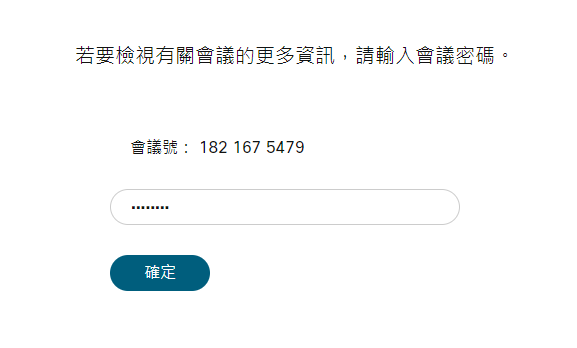 若要檢視有關會議的更多資訊，請輸入會議密碼。
會議號： 182 167 5479
........
確定